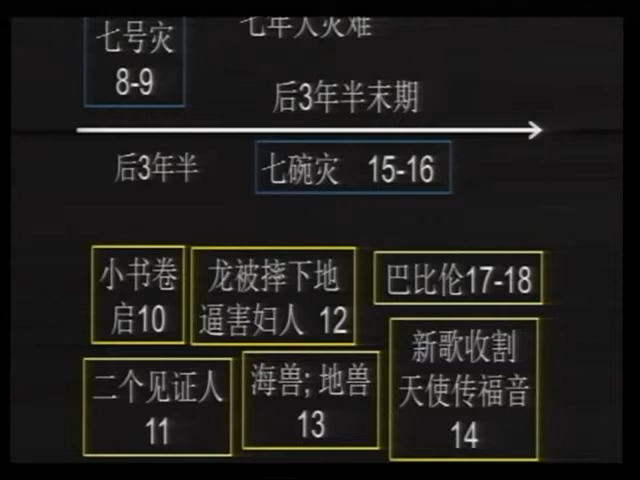 七号灾
8-9
七年大灾难
后3年半末期
后3年半
七碗灾 15-16
小书卷
启10
龙被摔下地
逼害妇人 12
巴比伦17-18
二个见证人
11
海兽; 地兽
13
新歌收割
天使传福音
14